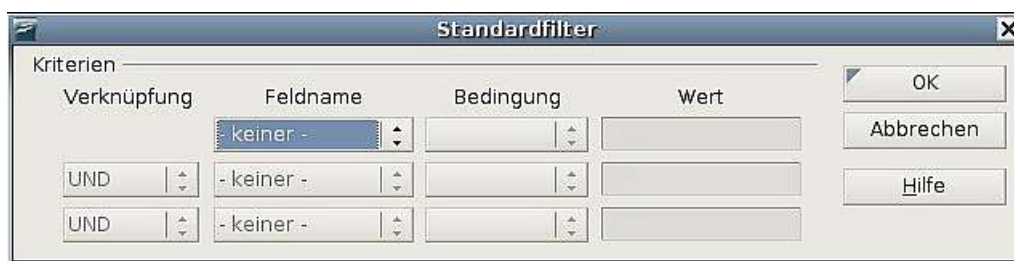 Standardfilter
Kriterien
Verknüpfung Feldname Bedingung Wert
- keiner -
UND - keiner -
UND - keiner -
OK
Abbrechen
Hilfe